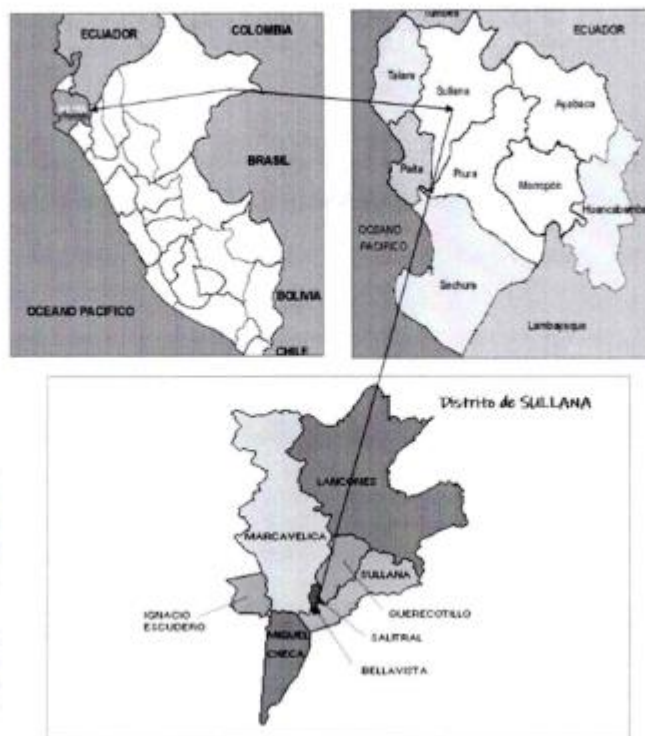 ECUADOR
COLOMBIA
BRASIL
BOLIVIA
OCEANO PACIFICO
CHILE
Tumbes
ECUADOR
Talara
Sullana
Ayabaca
Paita
Piura
Morropón
Huancabamba
OCEANO
PACIFICO
Sechura
Lambayeque
Distrito de SULLANA
LANCONES
MARCAVELICA
SULLANA
IGNACIO
ESCUDERO
QUERECOTILLO
SALITRAL
MIGUEL
CHECA
BELLAVISTA